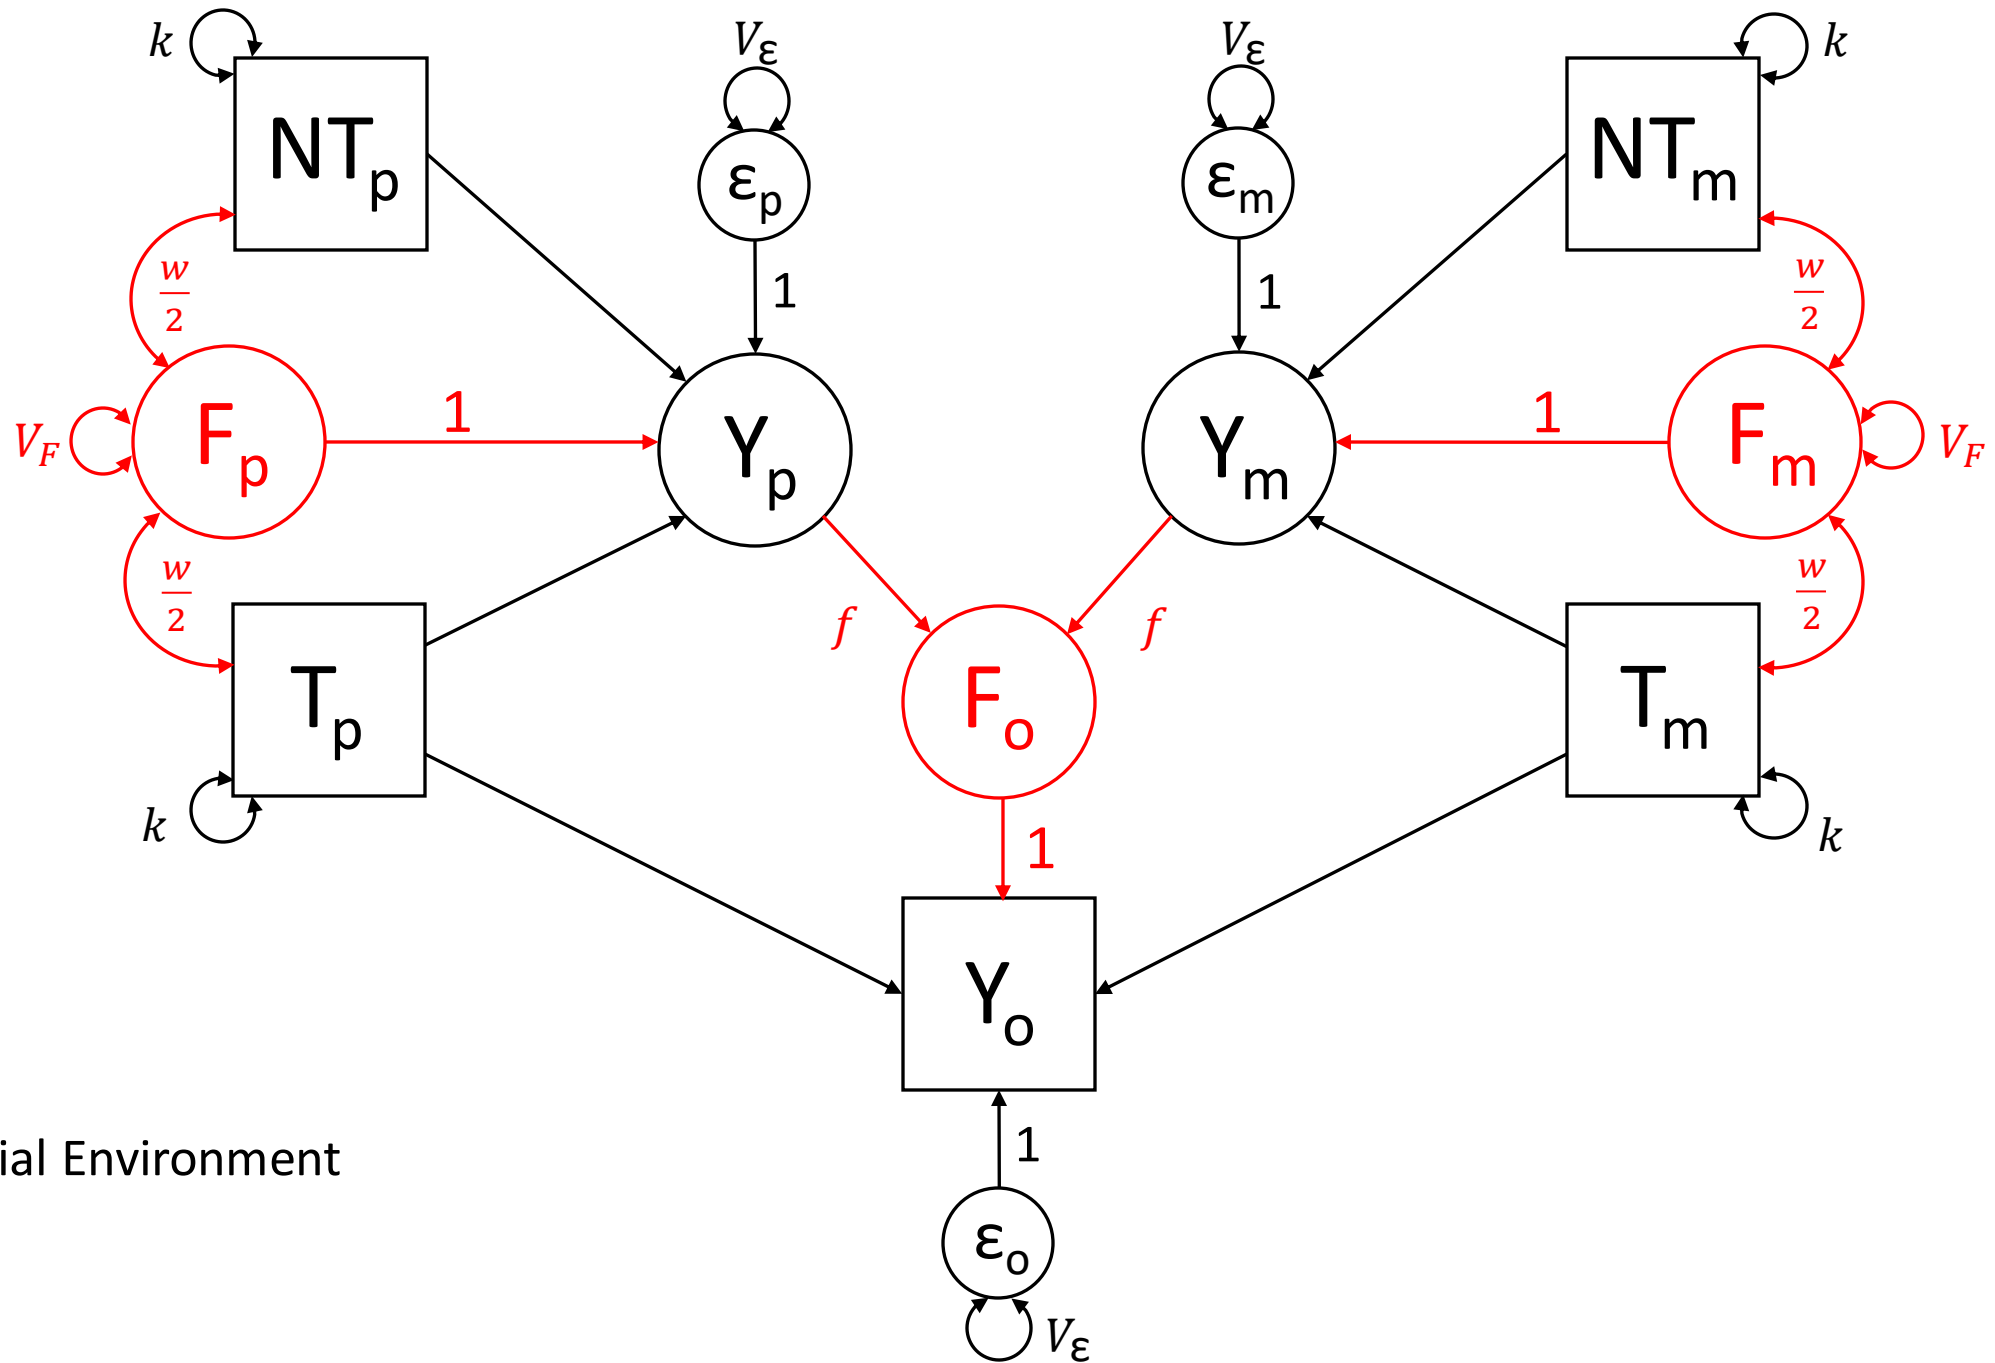 k
Vε
Vε
k
NTp
εp
εm
NTm
w/2
1
1
w/2
VF
Fp
1
Yp
Ym
1
Fm
VF
w/2
f
f
w/2
Tp
Fo
Tm
k
1
k
Yo
ial Environment
1
εo
Vε